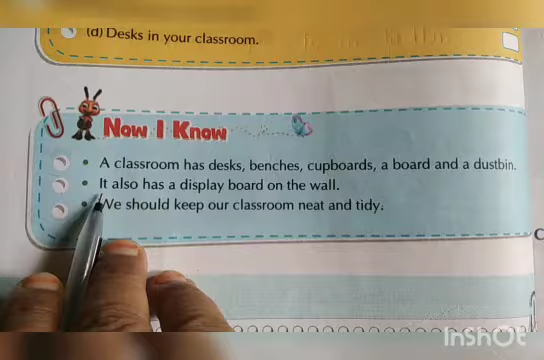 (d) Desks in your classroom.
Now I Know
• A classroom has desks, benches, cupboards, a board and a dustbin.
• It also has a display board on the wall.
• We should keep our classroom neat and tidy.
InShOt